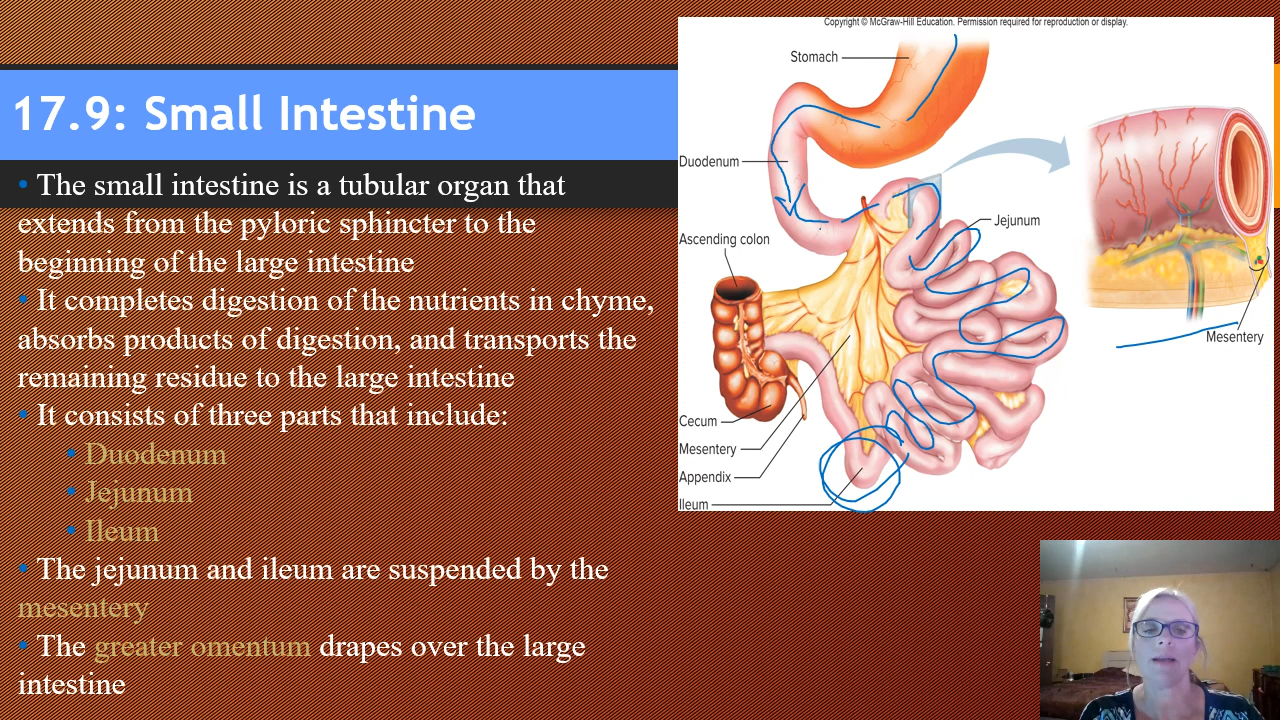 17.9: Small Intestine
• The small intestine is a tubular organ that
extends from the pyloric sphincter to the
beginning of the large intestine
• It completes digestion of the nutrients in chyme,
absorbs products of digestion, and transports the
remaining residue to the large intestine
• It consists of three parts that include:
• Duodenum
• Jejunum
• Ileum
• The jejunum and ileum are suspended by the
mesentery
• The greater omentum drapes over the large
intestine
Copyright © McGraw-Hill Education. Permission required for reproduction or display.
Stomach
Duodenum
Jejunum
Ascending colon
Mesentery
Cecum
Mesentery
Appendix
Ileum